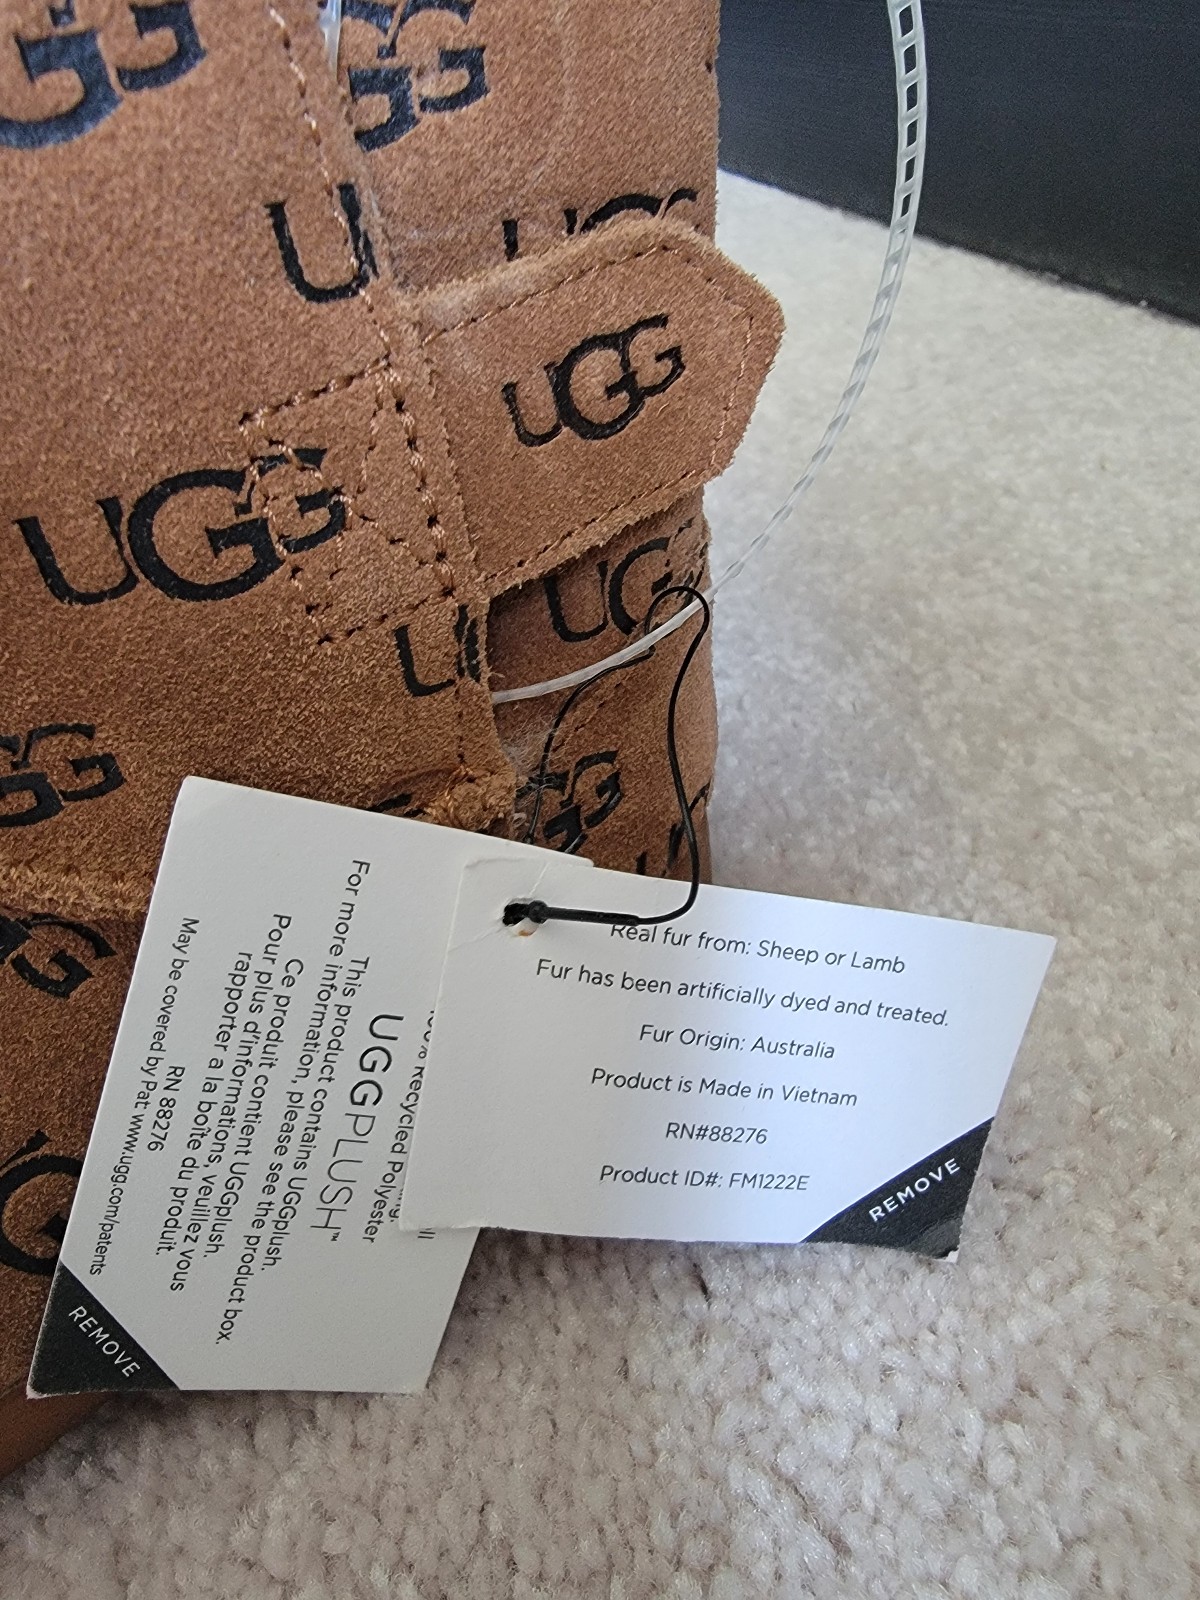 UGG
UGG
UGG
UGG
UGG
Real fur from: Sheep or Lamb
Fur has been artificially dyed and treated.
Fur Origin: Australia
Product is Made in Vietnam
RN#88276
Product ID#: FM1222E
REMOVE
Recycled
Polyester
UGGPLUSH™
This product contains UGGplush.
For more information, please see the product box.
Ce produit contient UGGplush.
Pour plus d'informations, veuillez vous
rapporter a la boîte du produit.
RN 88276
May be covered by Pat: www.ugg.com/patents
REMOVE